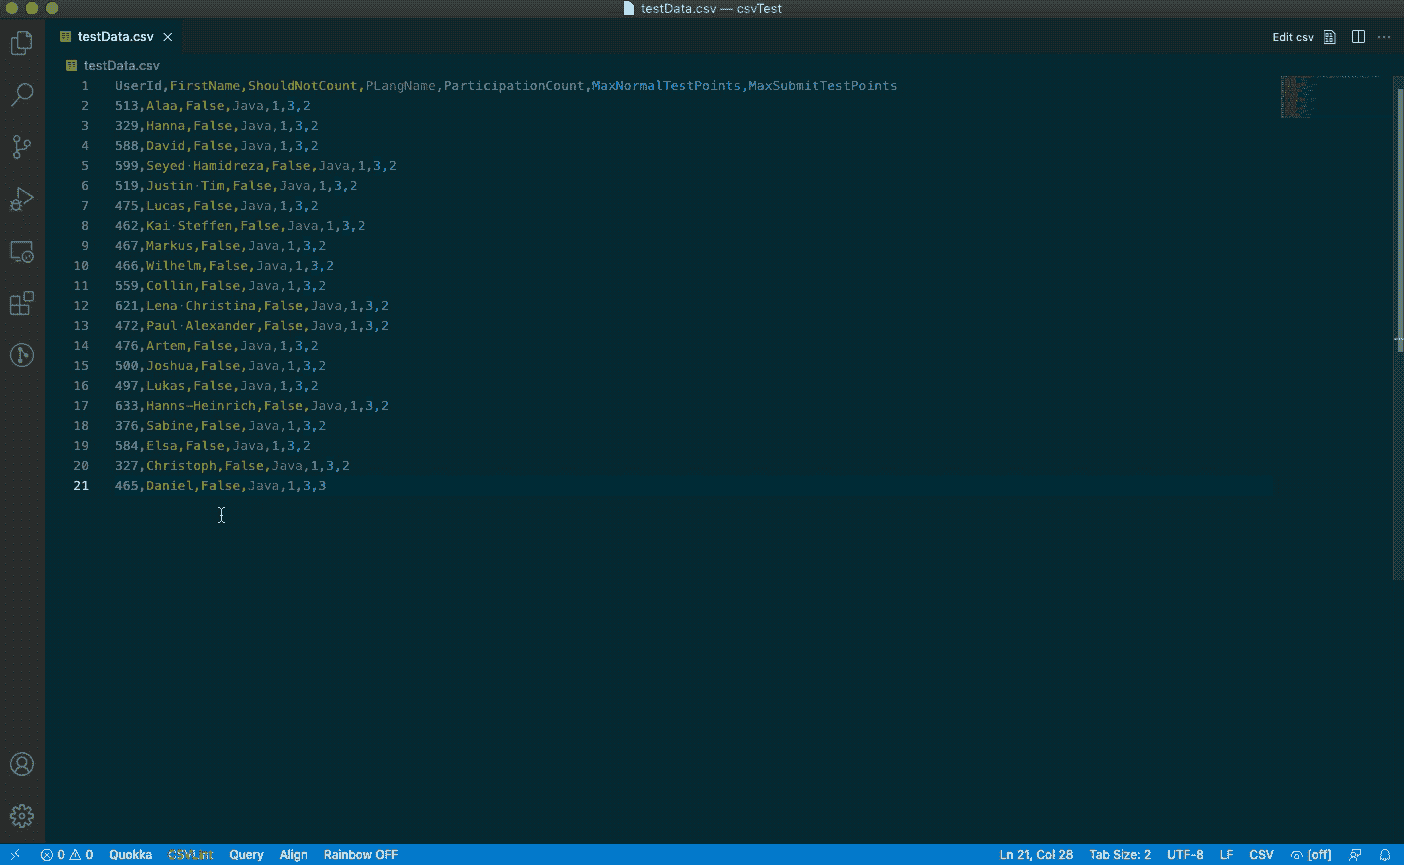 testData.csv — csvTest
testData.csv
Edit csv
testData.csv
1 UserId,FirstName,ShouldNotCount,PLangName,ParticipationCount,MaxNormalTestPoints,MaxSubmitTestPoints
2 513,Alaa,False,Java,1,3,2
3 329,Hanna,False,Java,1,3,2
4 588,David,False,Java,1,3,2
5 599,Seyed·Hamidreza,False,Java,1,3,2
6 519,Justin·Tim,False,Java,1,3,2
7 475,Lucas,False,Java,1,3,2
8 462,Kai·Steffen,False,Java,1,3,2
9 467,Markus,False,Java,1,3,2
10 466,Wilhelm,False,Java,1,3,2
11 559,Collin,False,Java,1,3,2
12 621,Lena·Christina,False,Java,1,3,2
13 472,Paul·Alexander,False,Java,1,3,2
14 476,Artem,False,Java,1,3,2
15 500,Joshua,False,Java,1,3,2
16 497,Lukas,False,Java,1,3,2
17 633,Hanns-Heinrich,False,Java,1,3,2
18 376,Sabine,False,Java,1,3,2
19 584,Elsa,False,Java,1,3,2
20 327,Christoph,False,Java,1,3,2
21 465,Daniel,False,Java,1,3,3
0 0 Quokka CSVLint Query Align Rainbow OFF Ln 21, Col 28 Tab Size: 2 UTF-8 LF CSV [off]